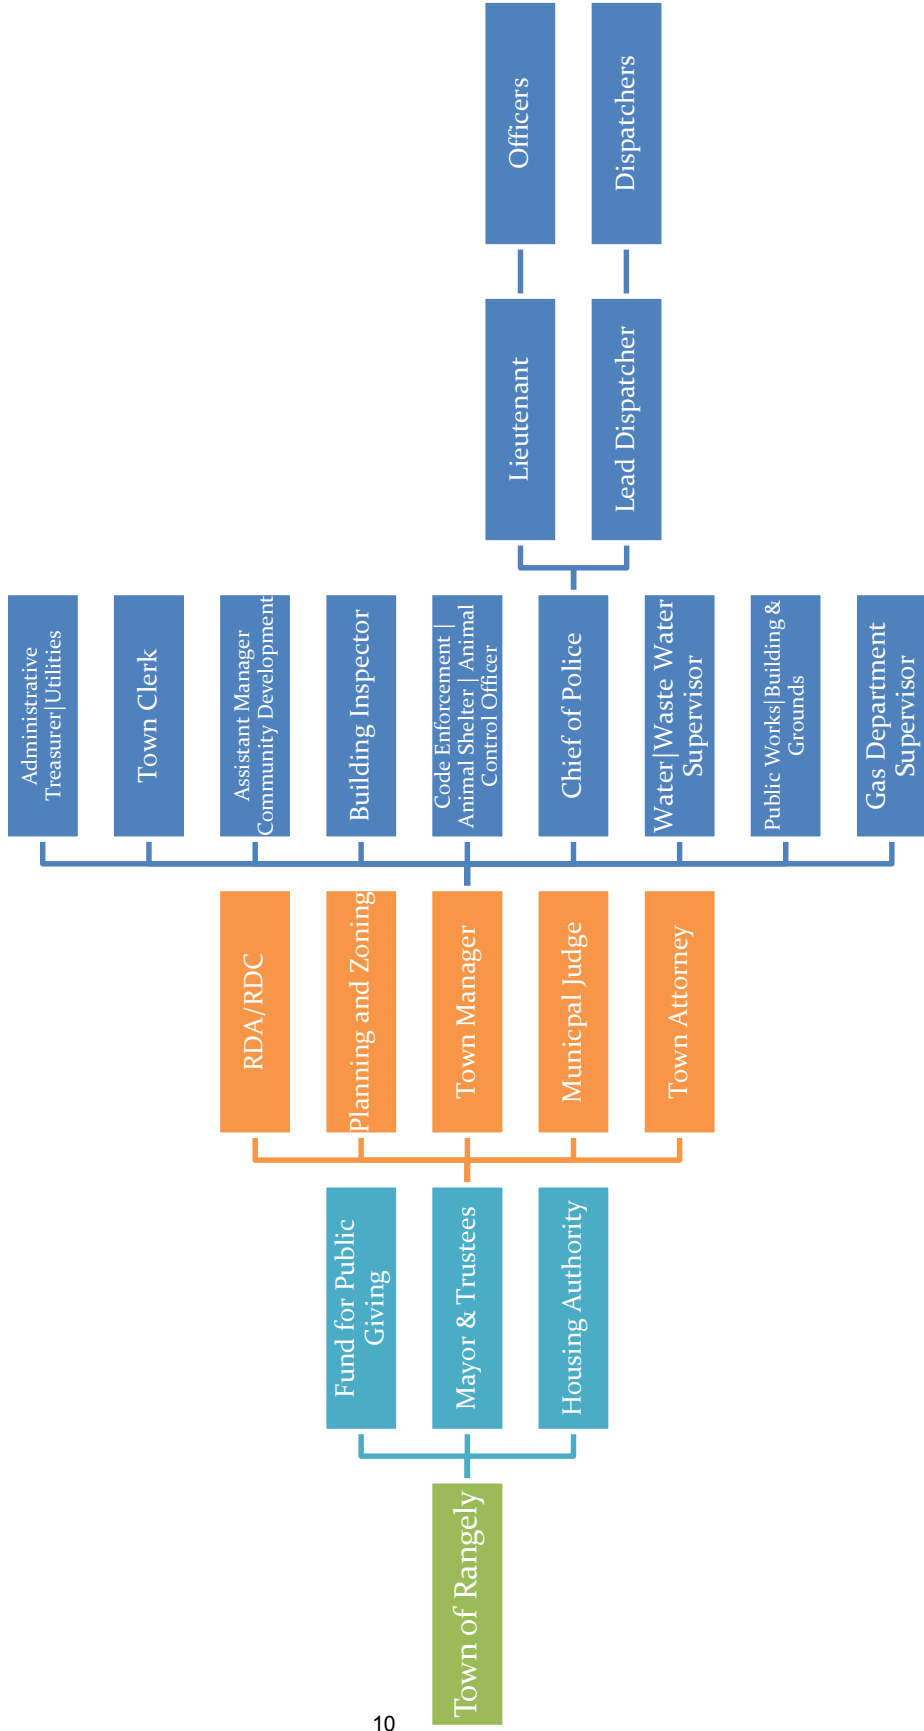 Town of Rangely
Fund for Public
Giving
Mayor & Trustees
Housing Authority
RDA/RDC
Planning and Zoning
Town Manager
Municpal Judge
Town Attorney
Administrative
Treasurer|Utilities
Town Clerk
Assistant Manager
Community Development
Building Inspector
Code Enforcement |
Animal Shelter | Animal
Control Officer
Chief of Police
Water|Waste Water
Supervisor
Public Works|Building &
Grounds
Gas Department
Supervisor
Lieutenant
Lead Dispatcher
Officers
Dispatchers
10